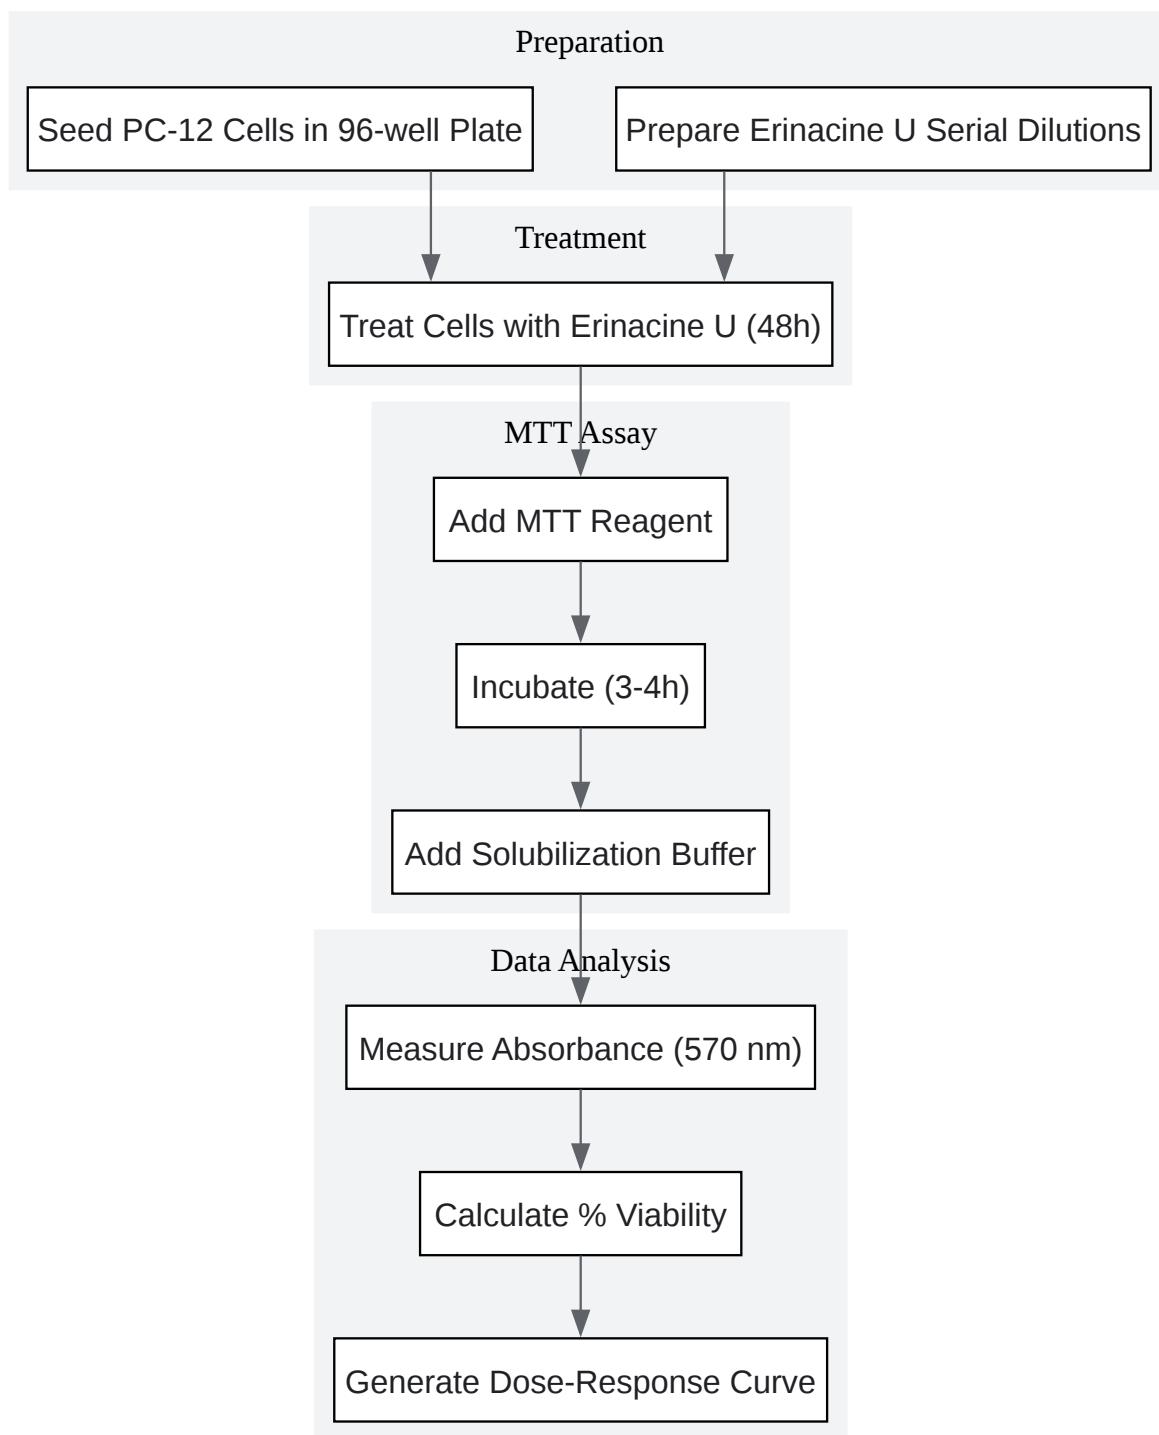 Preparation
Seed PC-12 Cells in 96-well Plate
Prepare Erinacine U Serial Dilutions
Treatment
Treat Cells with Erinacine U (48h)
MTT Assay
Add MTT Reagent
Incubate (3-4h)
Add Solubilization Buffer
Data Analysis
Measure Absorbance (570 nm)
Calculate % Viability
Generate Dose-Response Curve